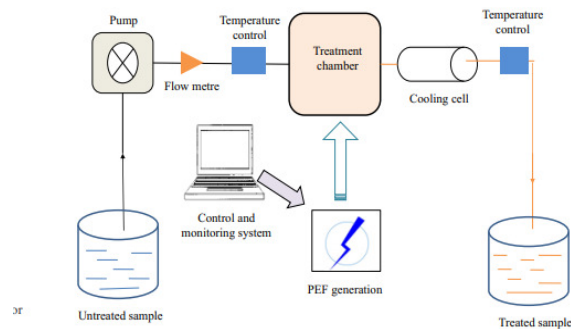 Pump
Temperature
control
Temperature
control
Treatment
chamber
Flow metre
Cooling cell
Control and
monitoring system
PEF generation
or
Untreated sample
Treated sample